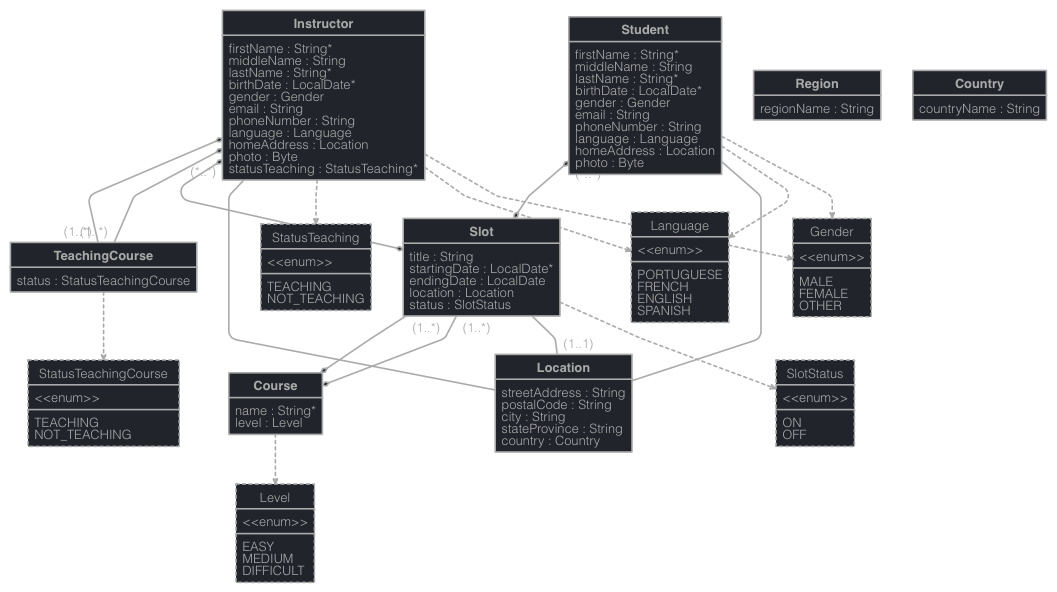 Instructor
firstName : String*
middleName : String
lastName : String*
birthDate : LocalDate*
gender : Gender
email : String
phoneNumber : String
language : Language
homeAddress : Location
photo : Byte
statusTeaching : StatusTeaching*
Student
firstName : String*
middleName : String
lastName : String*
birthDate : LocalDate*
gender : Gender
email : String
phoneNumber : String
language : Language
homeAddress : Location
photo : Byte
Region
regionName : String
Country
countryName : String
TeachingCourse
status : StatusTeachingCourse
StatusTeaching
<<enum>>
TEACHING
NOT_TEACHING
Slot
title : String
startingDate : LocalDate*
endingDate : LocalDate
location : Location
status : SlotStatus
(1..*)
(1..*)
(1..1)
Language
<<enum>>
PORTUGUESE
FRENCH
ENGLISH
SPANISH
Gender
<<enum>>
MALE
FEMALE
OTHER
StatusTeachingCourse
<<enum>>
TEACHING
NOT_TEACHING
Course
name : String*
level : Level
Location
streetAddress : String
postalCode : String
city : String
stateProvince : String
country : Country
SlotStatus
<<enum>>
ON
OFF
Level
<<enum>>
EASY
MEDIUM
DIFFICULT